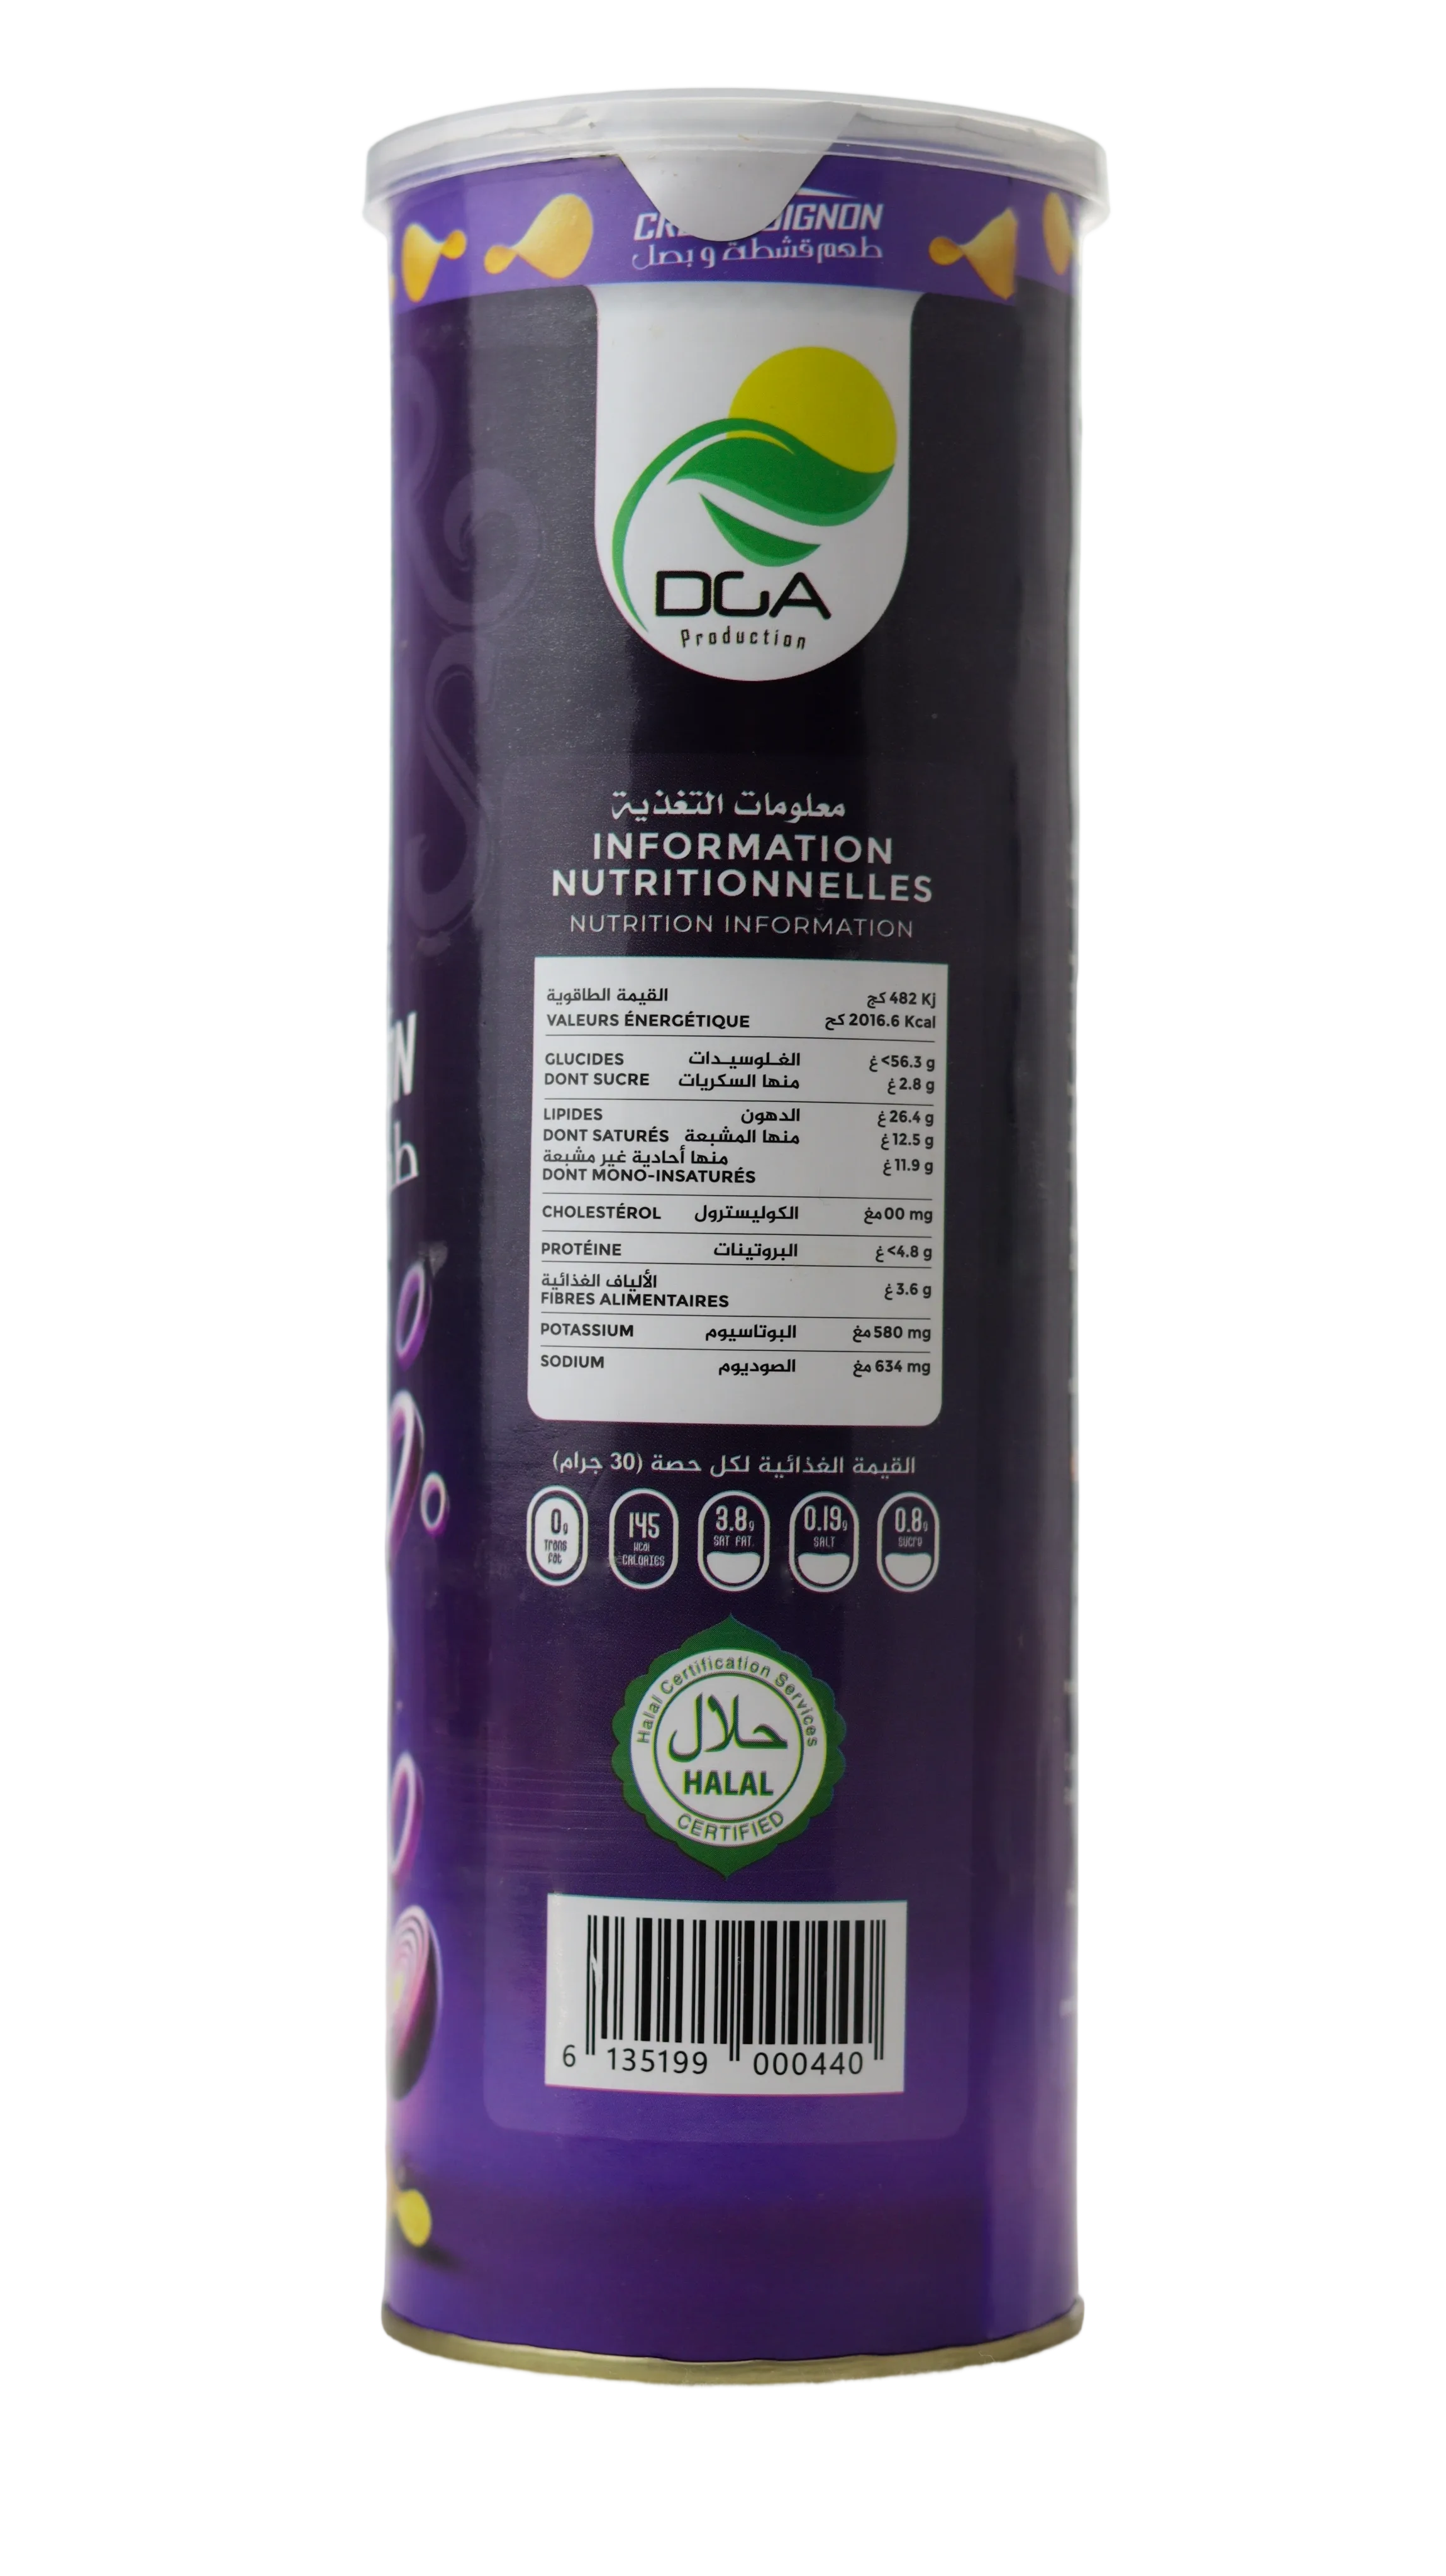 OIGNON
طعم قشطة و بصل
DGA
Production
معلومات التغذية
INFORMATION
NUTRITIONNELLES
NUTRITION INFORMATION
القيمة الطاقوية 482 Kj كج
VALEURS ÉNERGÉTIQUE 2016.6 Kcal كج
GLUCIDES الغلوسيدات <56.3 g غ
DONT SUCRE منها السكريات 2.8 g غ
LIPIDES الدهون 26.4 g غ
DONT SATURÉS منها المشبعة 12.5 g غ
منها أحادية غير مشبعة 11.9 g غ
DONT MONO-INSATURÉS
CHOLESTÉROL الكوليسترول 00 mg مغ
PROTÉINE البروتينات <4.8 g غ
الألياف الغذائية 3.6 g غ
FIBRES ALIMENTAIRES
POTASSIUM البوتاسيوم 580 mg مغ
SODIUM الصوديوم 634 mg مغ
القيمة الغذائية لكل حصة (30 جرام)
0g Trans fat
145 kcal CALORIES
3.8g SAT FAT
0.19g SALT
0.8g sucre
Halal Certification Services
حلال
HALAL
CERTIFIED
6 135199 000440